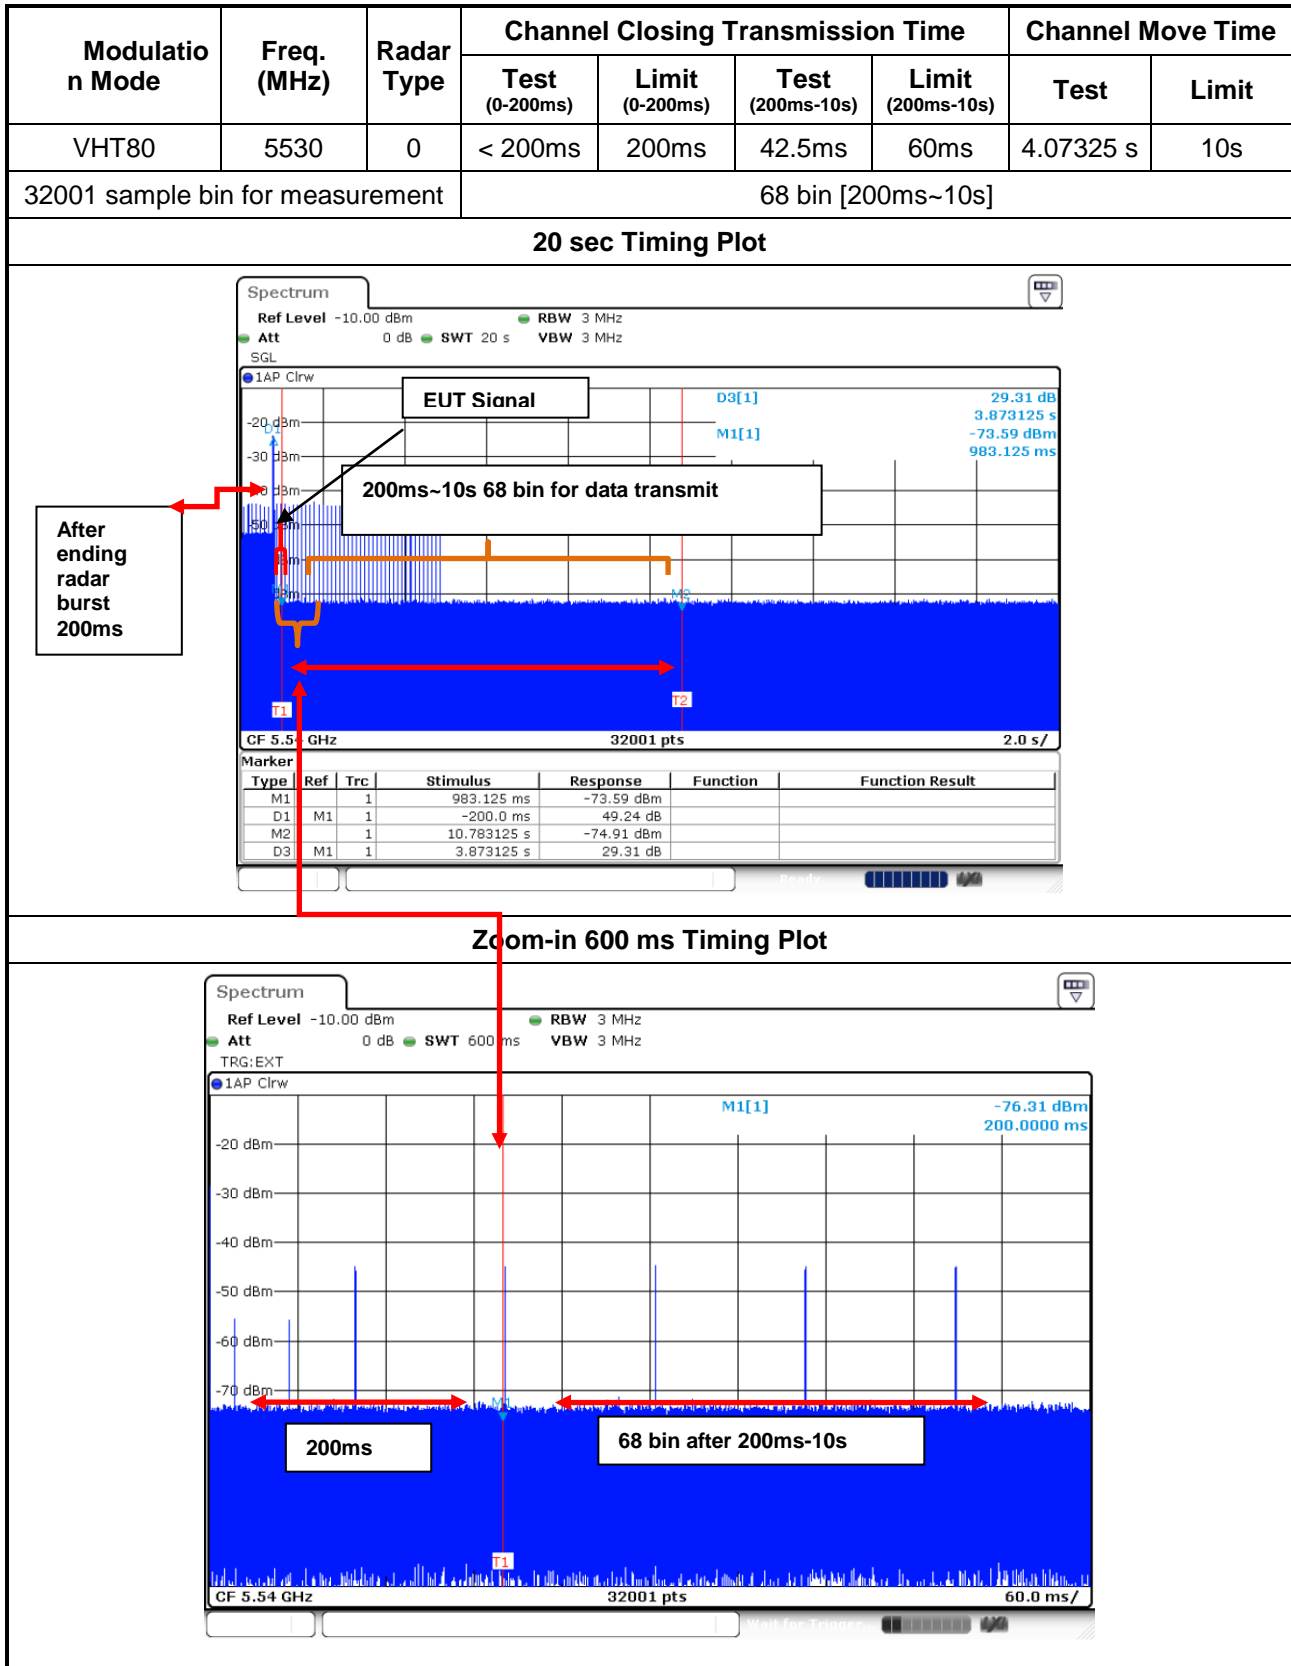 Modulatio
n Mode
Freq.
(MHz)
Radar
Type
Channel Closing Transmission Time
Channel Move Time
Test
(0-200ms)
Limit
(0-200ms)
Test
(200ms-10s)
Limit
(200ms-10s)
Test
Limit
VHT80 5530 0 < 200ms 200ms 42.5ms 60ms 4.07325 s 10s
32001 sample bin for measurement 68 bin [200ms~10s]
20 sec Timing Plot
Spectrum
Ref Level -10.00 dBm RBW 3 MHz
Att 0 dB SWT 20 s VBW 3 MHz
SGL
1AP Clrw
EUT Signal
D3[1] 29.31 dB
3.873125 s
M1[1] -73.59 dBm
983.125 ms
-20 dBm
D1
-30 dBm
200ms~10s 68 bin for data transmit
-50 dBm
After
ending
radar
burst
200ms
M2
T1
T2
CF 5.54 GHz 32001 pts 2.0 s/
Marker
Type Ref Trc Stimulus Response Function Function Result
M1 1 983.125 ms -73.59 dBm
D1 M1 1 -200.0 ms 49.24 dB
M2 1 10.783125 s -74.91 dBm
D3 M1 1 3.873125 s 29.31 dB
Ready
Zoom-in 600 ms Timing Plot
Spectrum
Ref Level -10.00 dBm RBW 3 MHz
Att 0 dB SWT 600 ms VBW 3 MHz
TRG:EXT
1AP Clrw
M1[1] -76.31 dBm
200.0000 ms
-20 dBm
-30 dBm
-40 dBm
-50 dBm
-60 dBm
-70 dBm
M1
200ms
68 bin after 200ms-10s
T1
CF 5.54 GHz 32001 pts 60.0 ms/
Wait for Trigger...